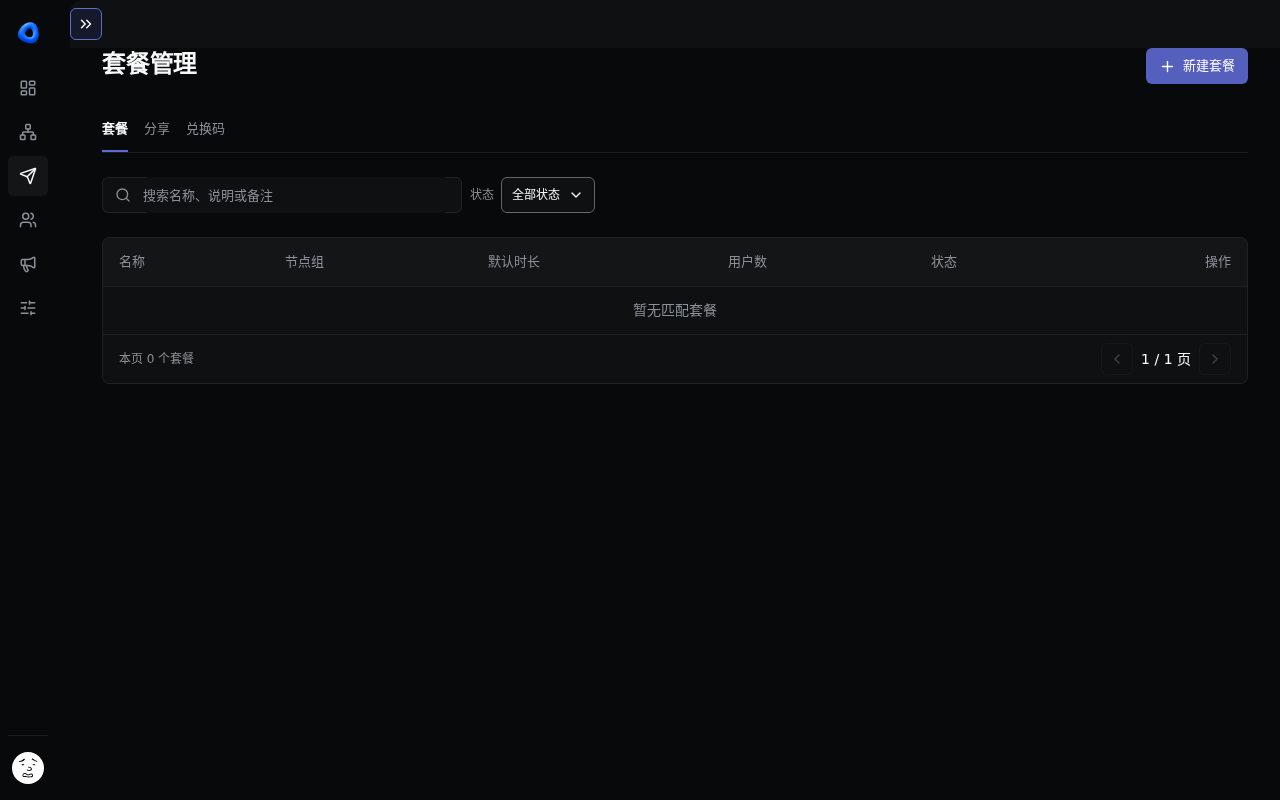 套餐管理
新建套餐
套餐 分享 兑换码
搜索名称、说明或备注 状态 全部状态
名称 节点组 默认时长 用户数 状态 操作
暂无匹配套餐
本页 0 个套餐 1 / 1 页